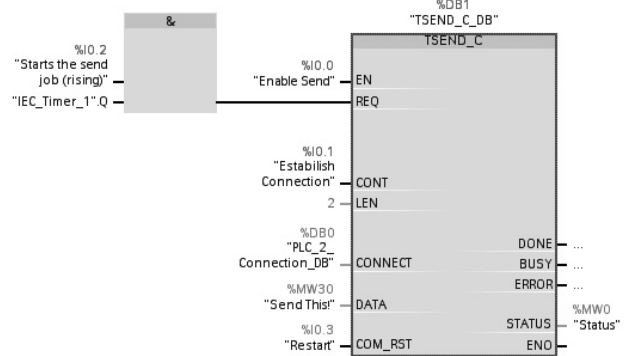 %DB1
"TSEND_C_DB"
&
TSEND_C
%I0.2
"Starts the send
job (rising)"
"IEC_Timer_1".Q
%I0.0
"Enable Send"
EN
REQ
%I0.1
"Estabilish
Connection"
CONT
2
LEN
%DB0
"PLC_2_
Connection_DB"
CONNECT
%MW30
"Send This!"
DATA
%I0.3
"Restart"
COM_RST
DONE
...
BUSY
...
ERROR
...
%MW0
STATUS
"Status"
ENO